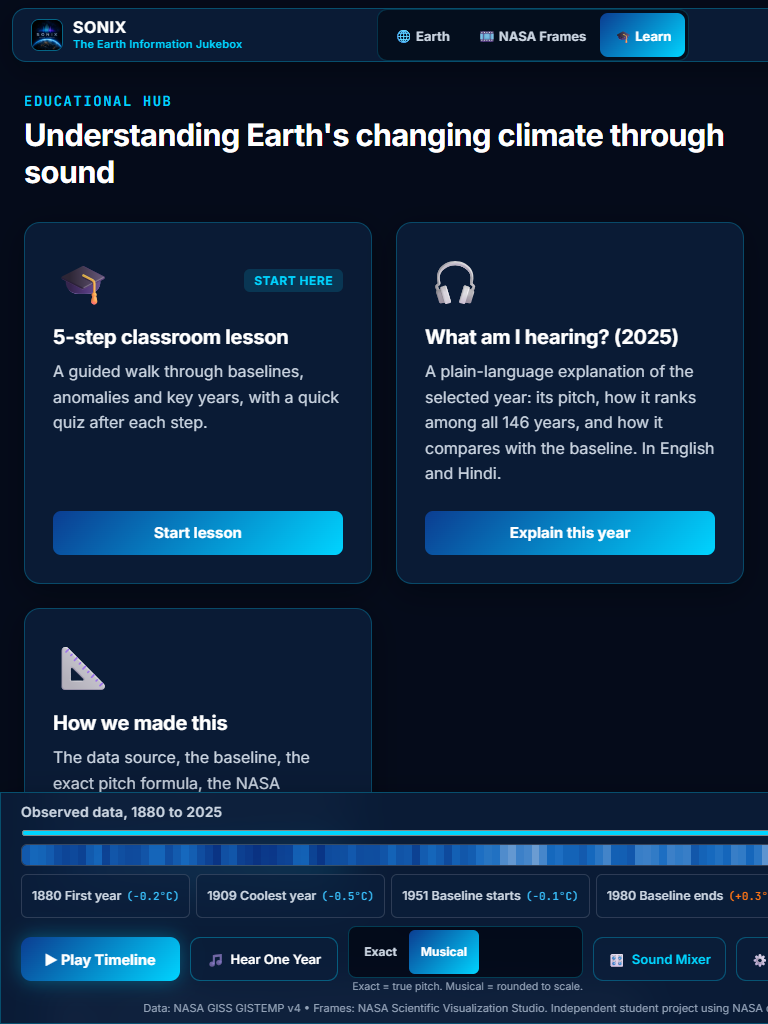 SONIX
The Earth Information Jukebox
Earth
NASA Frames
Learn
EDUCATIONAL HUB
Understanding Earth's changing climate through
sound
START HERE
5-step classroom lesson
A guided walk through baselines,
anomalies and key years, with a quick
quiz after each step.
Start lesson
What am I hearing? (2025)
A plain-language explanation of the
selected year: its pitch, how it ranks
among all 146 years, and how it
compares with the baseline. In English
and Hindi.
Explain this year
How we made this
The data source, the baseline, the
exact pitch formula, the NASA
Observed data, 1880 to 2025
1880 First year (-0.2°C)
1909 Coolest year (-0.5°C)
1951 Baseline starts (-0.1°C)
1980 Baseline ends (+0.3°
Play Timeline
Hear One Year
Exact
Musical
Exact = true pitch. Musical = rounded to scale.
Sound Mixer
Data: NASA GISS GISTEMP v4 • Frames: NASA Scientific Visualization Studio. Independent student project using NASA